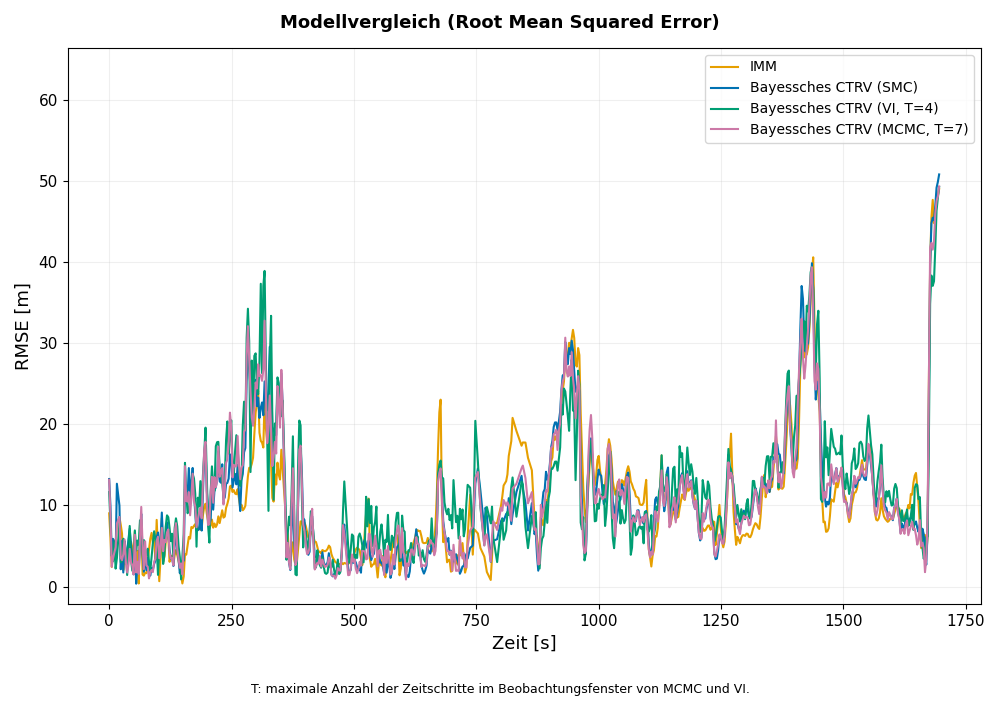 Modellvergleich (Root Mean Squared Error)
IMM
Bayessches CTRV (SMC)
Bayessches CTRV (VI, T=4)
Bayessches CTRV (MCMC, T=7)
RMSE [m]
60
50
40
30
20
10
0
0 250 500 750 1000 1250 1500 1750
Zeit [s]
T: maximale Anzahl der Zeitschritte im Beobachtungsfenster von MCMC und VI.